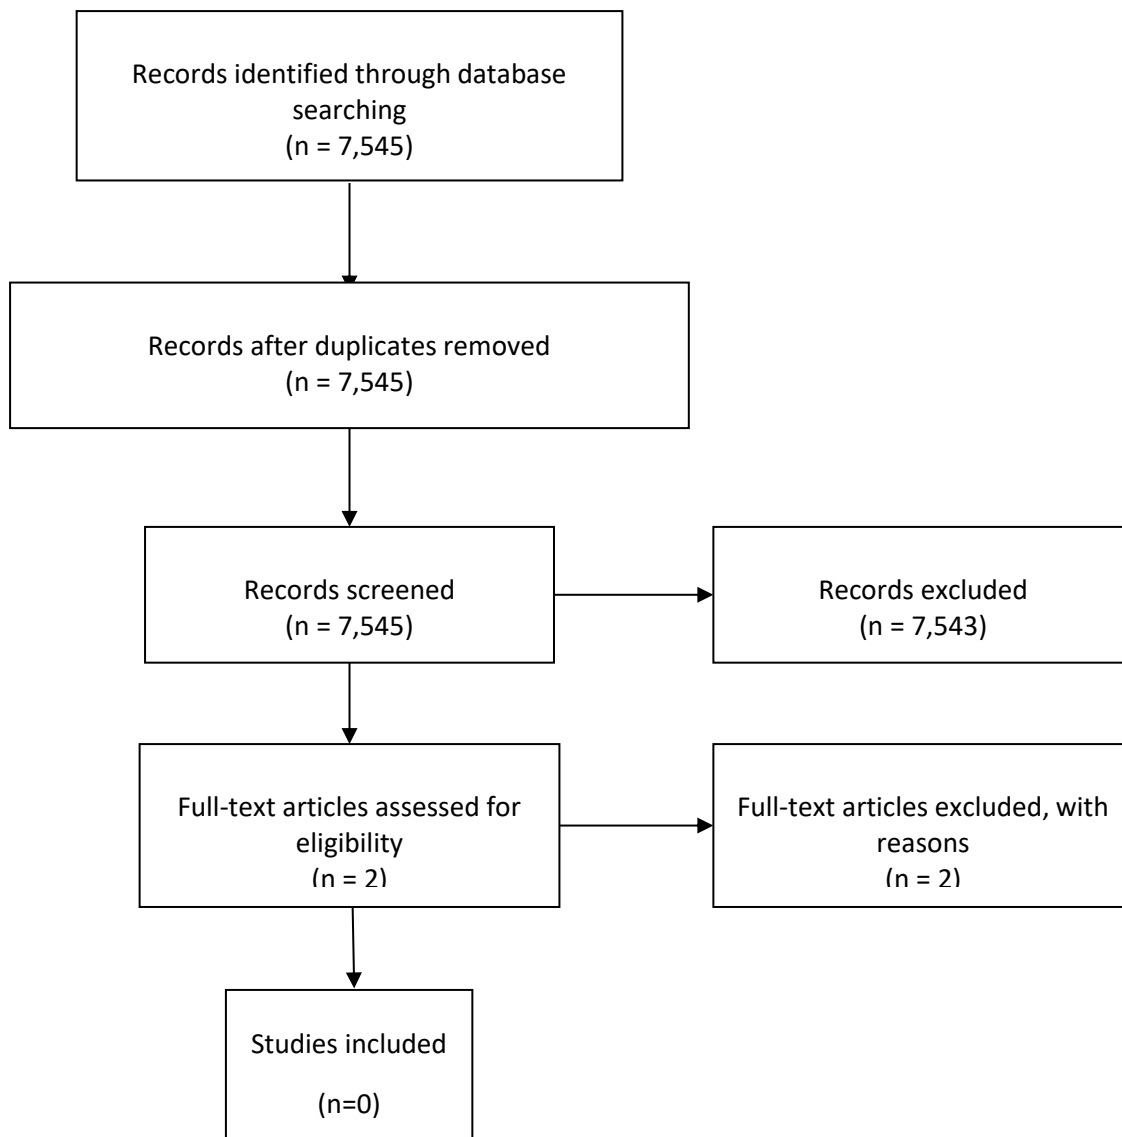 Records identified through database
searching
(n = 7,545)
Records after duplicates removed
(n = 7,545)
Records screened
(n = 7,545)
Records excluded
(n = 7,543)
Full-text articles assessed for
eligibility
(n = 2)
Full-text articles excluded, with
reasons
(n = 2)
Studies included
(n=0)